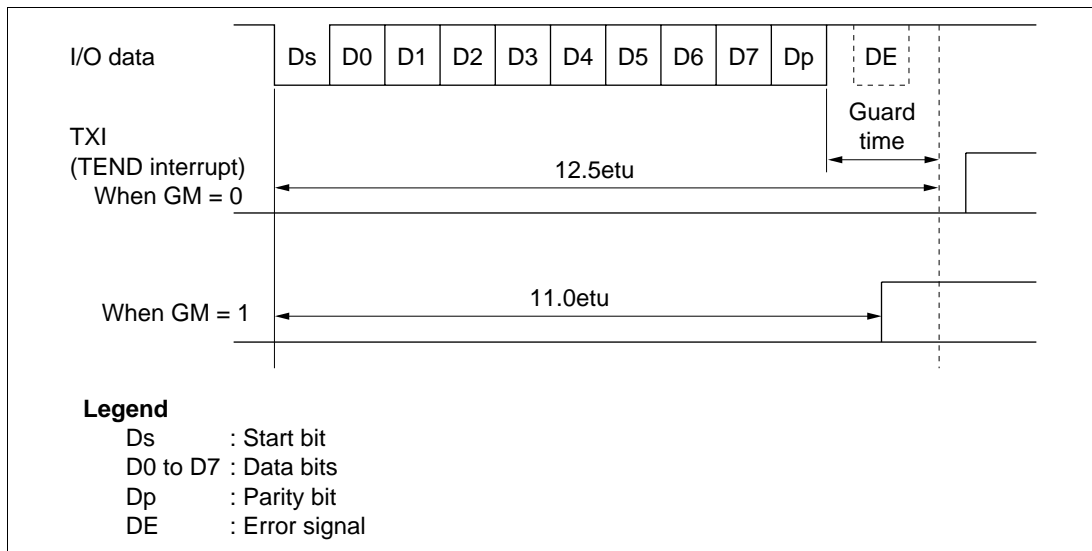 I/O data
Ds D0 D1 D2 D3 D4 D5 D6 D7 Dp DE
Guard
time
TXI
(TEND interrupt)
When GM = 0
12.5etu
When GM = 1
11.0etu
Legend
Ds : Start bit
D0 to D7 : Data bits
Dp : Parity bit
DE : Error signal